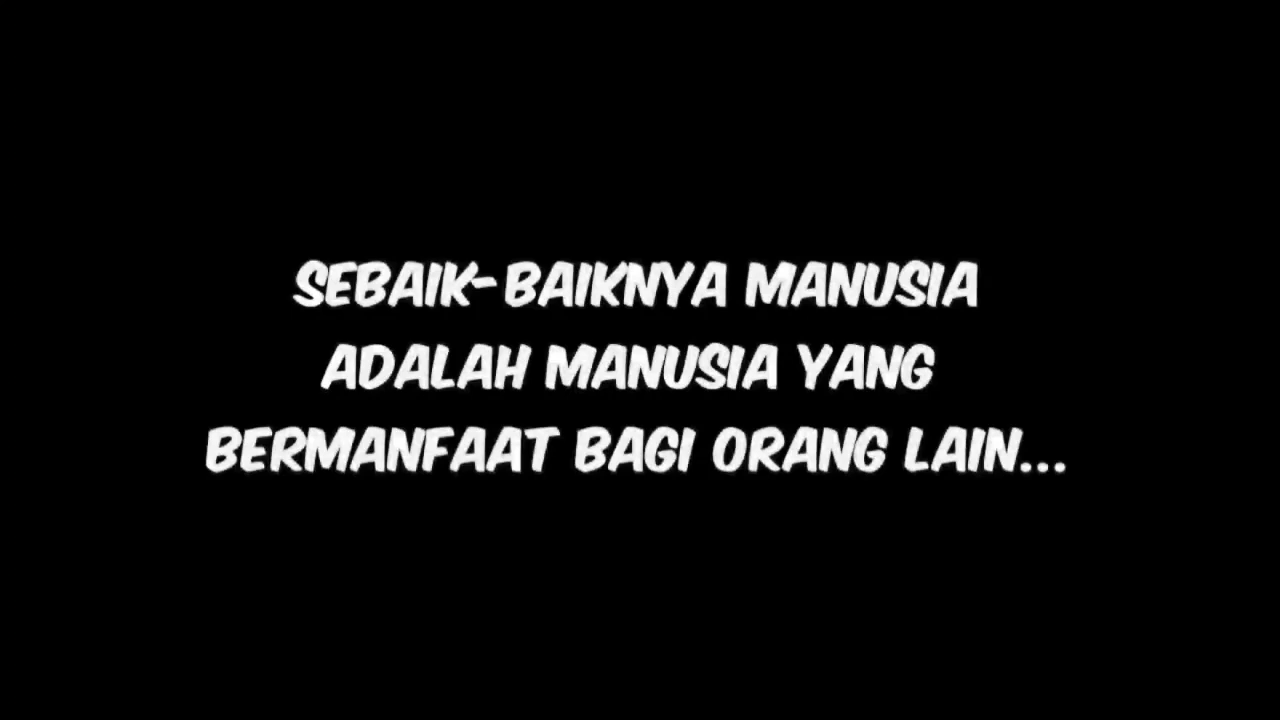 SEBAIK-BAIKNYA MANUSIA
ADALAH MANUSIA YANG
BERMANFAAT BAGI ORANG LAIN...